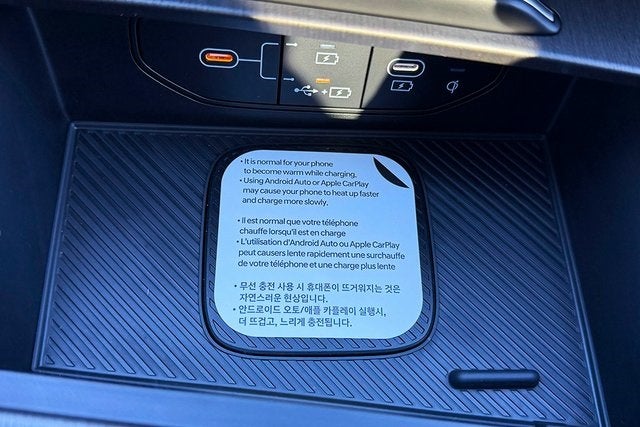 • It is normal for your phone
to become warm while charging.
• Using Android Auto or Apple CarPlay
may cause your phone to heat up faster
and charge more slowly.
• Il est normal que votre téléphone
chauffe lorsqu'il est en charge
• L'utilisation d'Android Auto ou Apple CarPlay
peut causers lente rapidement une surchauffe
de votre téléphone et une charge plus lente
• 무선 충전 사용 시 휴대폰이 뜨거워지는 것은
자연스러운 현상입니다.
• 안드로이드 오토/애플 카플레이 실행시,
더 뜨겁고, 느리게 충전됩니다.